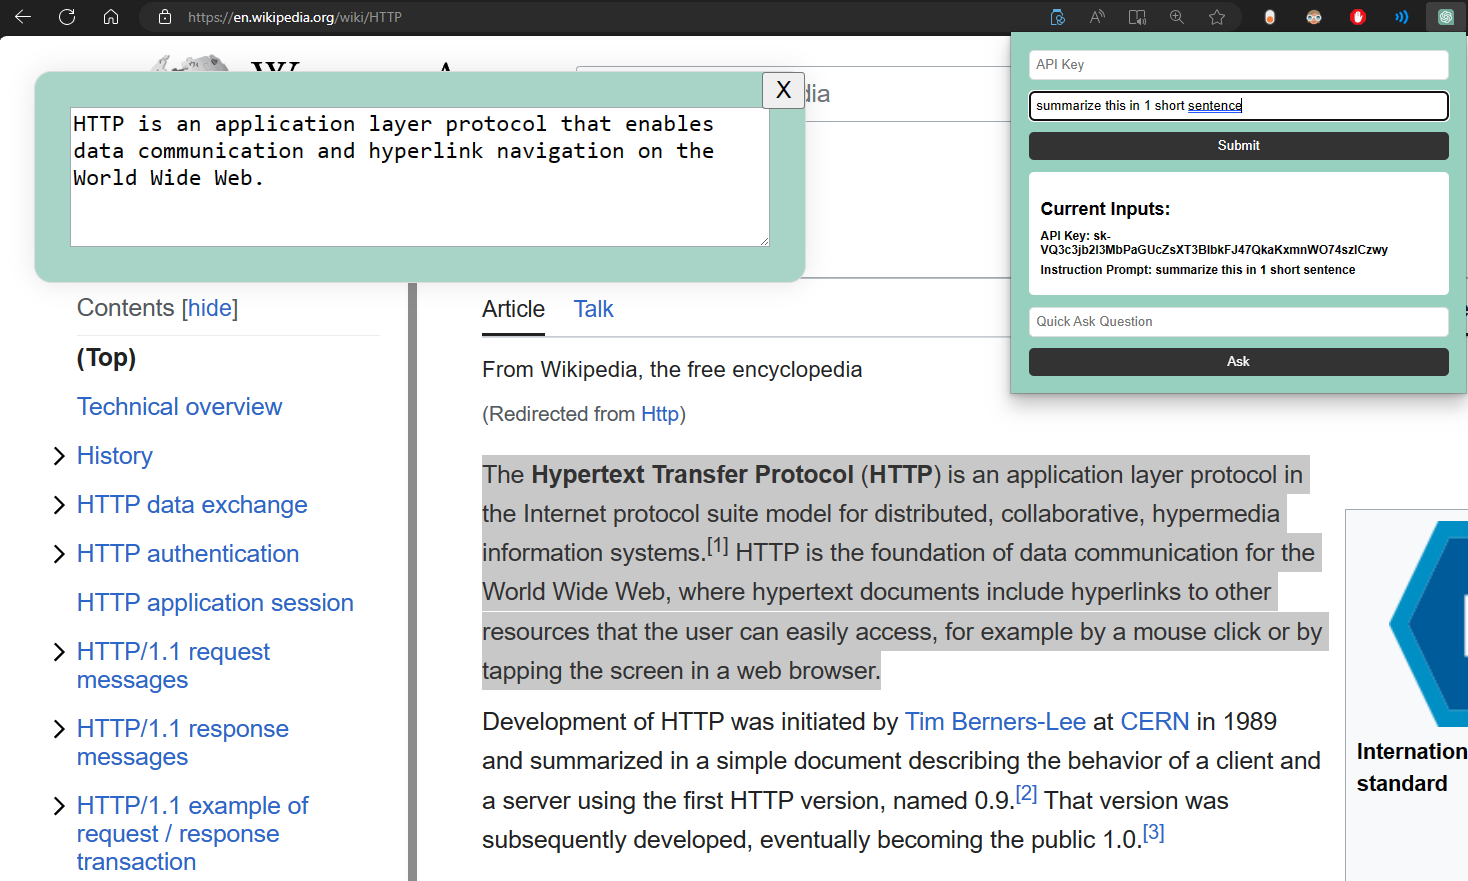 https://en.wikipedia.org/wiki/HTTP
X
HTTP is an application layer protocol that enables
data communication and hyperlink navigation on the
World Wide Web.
API Key
summarize this in 1 short sentence
Submit
Current Inputs:
API Key: sk-
Instruction Prompt: summarize this in 1 short sentence
Quick Ask Question
Ask
Contents [hide]
(Top)
Technical overview
History
HTTP data exchange
HTTP authentication
HTTP application session
HTTP/1.1 request
messages
HTTP/1.1 response
messages
HTTP/1.1 example of
request / response
transaction
Article Talk
From Wikipedia, the free encyclopedia
(Redirected from Http)
The Hypertext Transfer Protocol (HTTP) is an application layer protocol in
the Internet protocol suite model for distributed, collaborative, hypermedia
information systems.[1] HTTP is the foundation of data communication for the
World Wide Web, where hypertext documents include hyperlinks to other
resources that the user can easily access, for example by a mouse click or by
tapping the screen in a web browser.
Development of HTTP was initiated by Tim Berners-Lee at CERN in 1989
and summarized in a simple document describing the behavior of a client and
a server using the first HTTP version, named 0.9.[2] That version was
subsequently developed, eventually becoming the public 1.0.[3]
Internation
standard